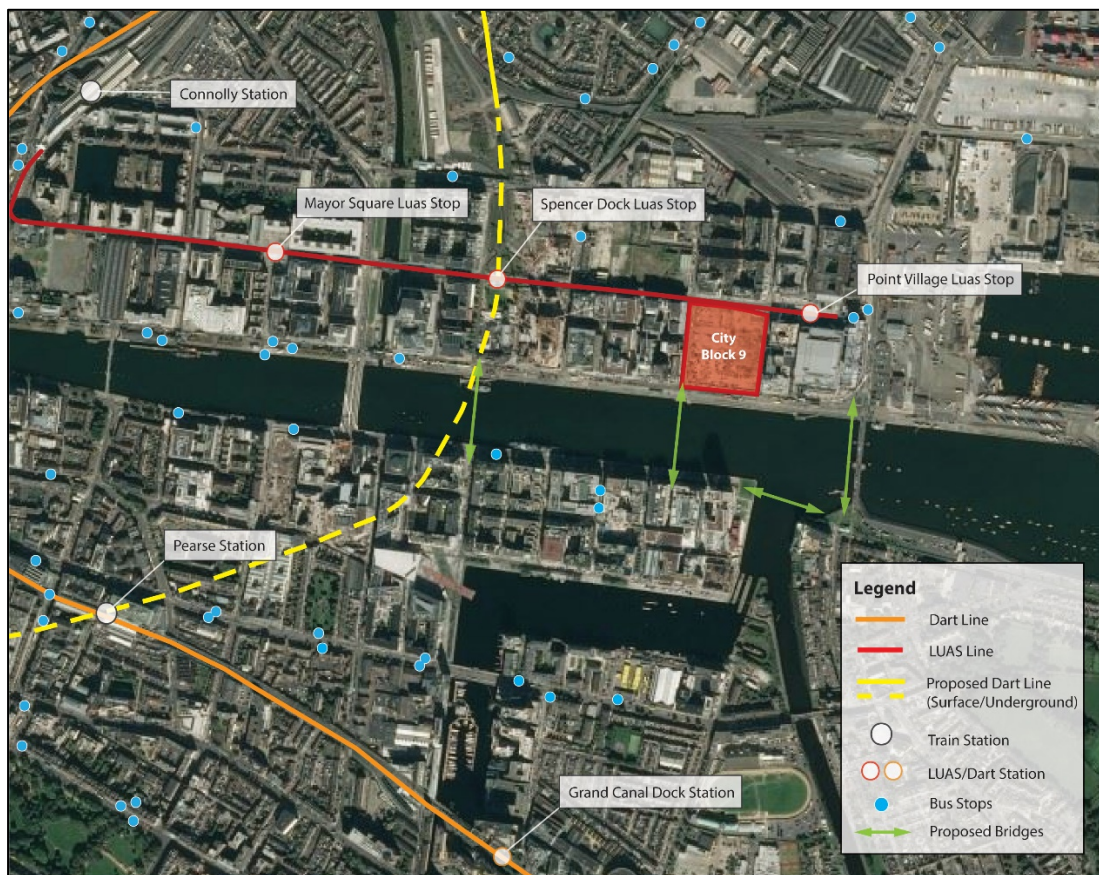 Connolly Station
Mayor Square Luas Stop
Spencer Dock Luas Stop
Point Village Luas Stop
City
Block 9
Pearse Station
Grand Canal Dock Station
Legend
Dart Line
LUAS Line
Proposed Dart Line
(Surface/Underground)
Train Station
LUAS/Dart Station
Bus Stops
Proposed Bridges